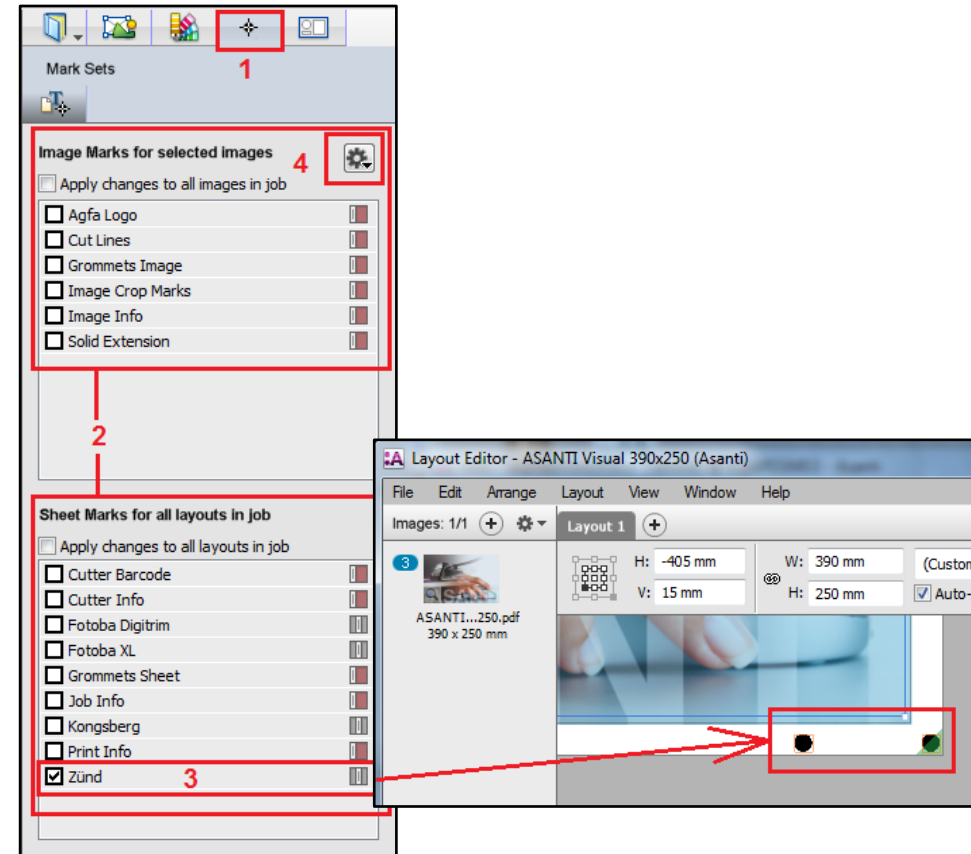 1
Mark Sets
Image Marks for selected images
4
Apply changes to all images in job
Agfa Logo
Cut Lines
Grommets Image
Image Crop Marks
Image Info
Solid Extension
2
Sheet Marks for all layouts in job
Apply changes to all layouts in job
Cutter Barcode
Cutter Info
Fotoba Digitrim
Fotoba XL
Grommets Sheet
Job Info
Kongsberg
Print Info
Zünd
3
Layout Editor - ASANTI Visual 390x250 (Asanti)
File Edit Arrange Layout View Window Help
Images: 1/1 Layout 1
3
H: -405 mm W: 390 mm (Custom
V: 15 mm H: 250 mm Auto-
ASANTI...250.pdf
390 x 250 mm